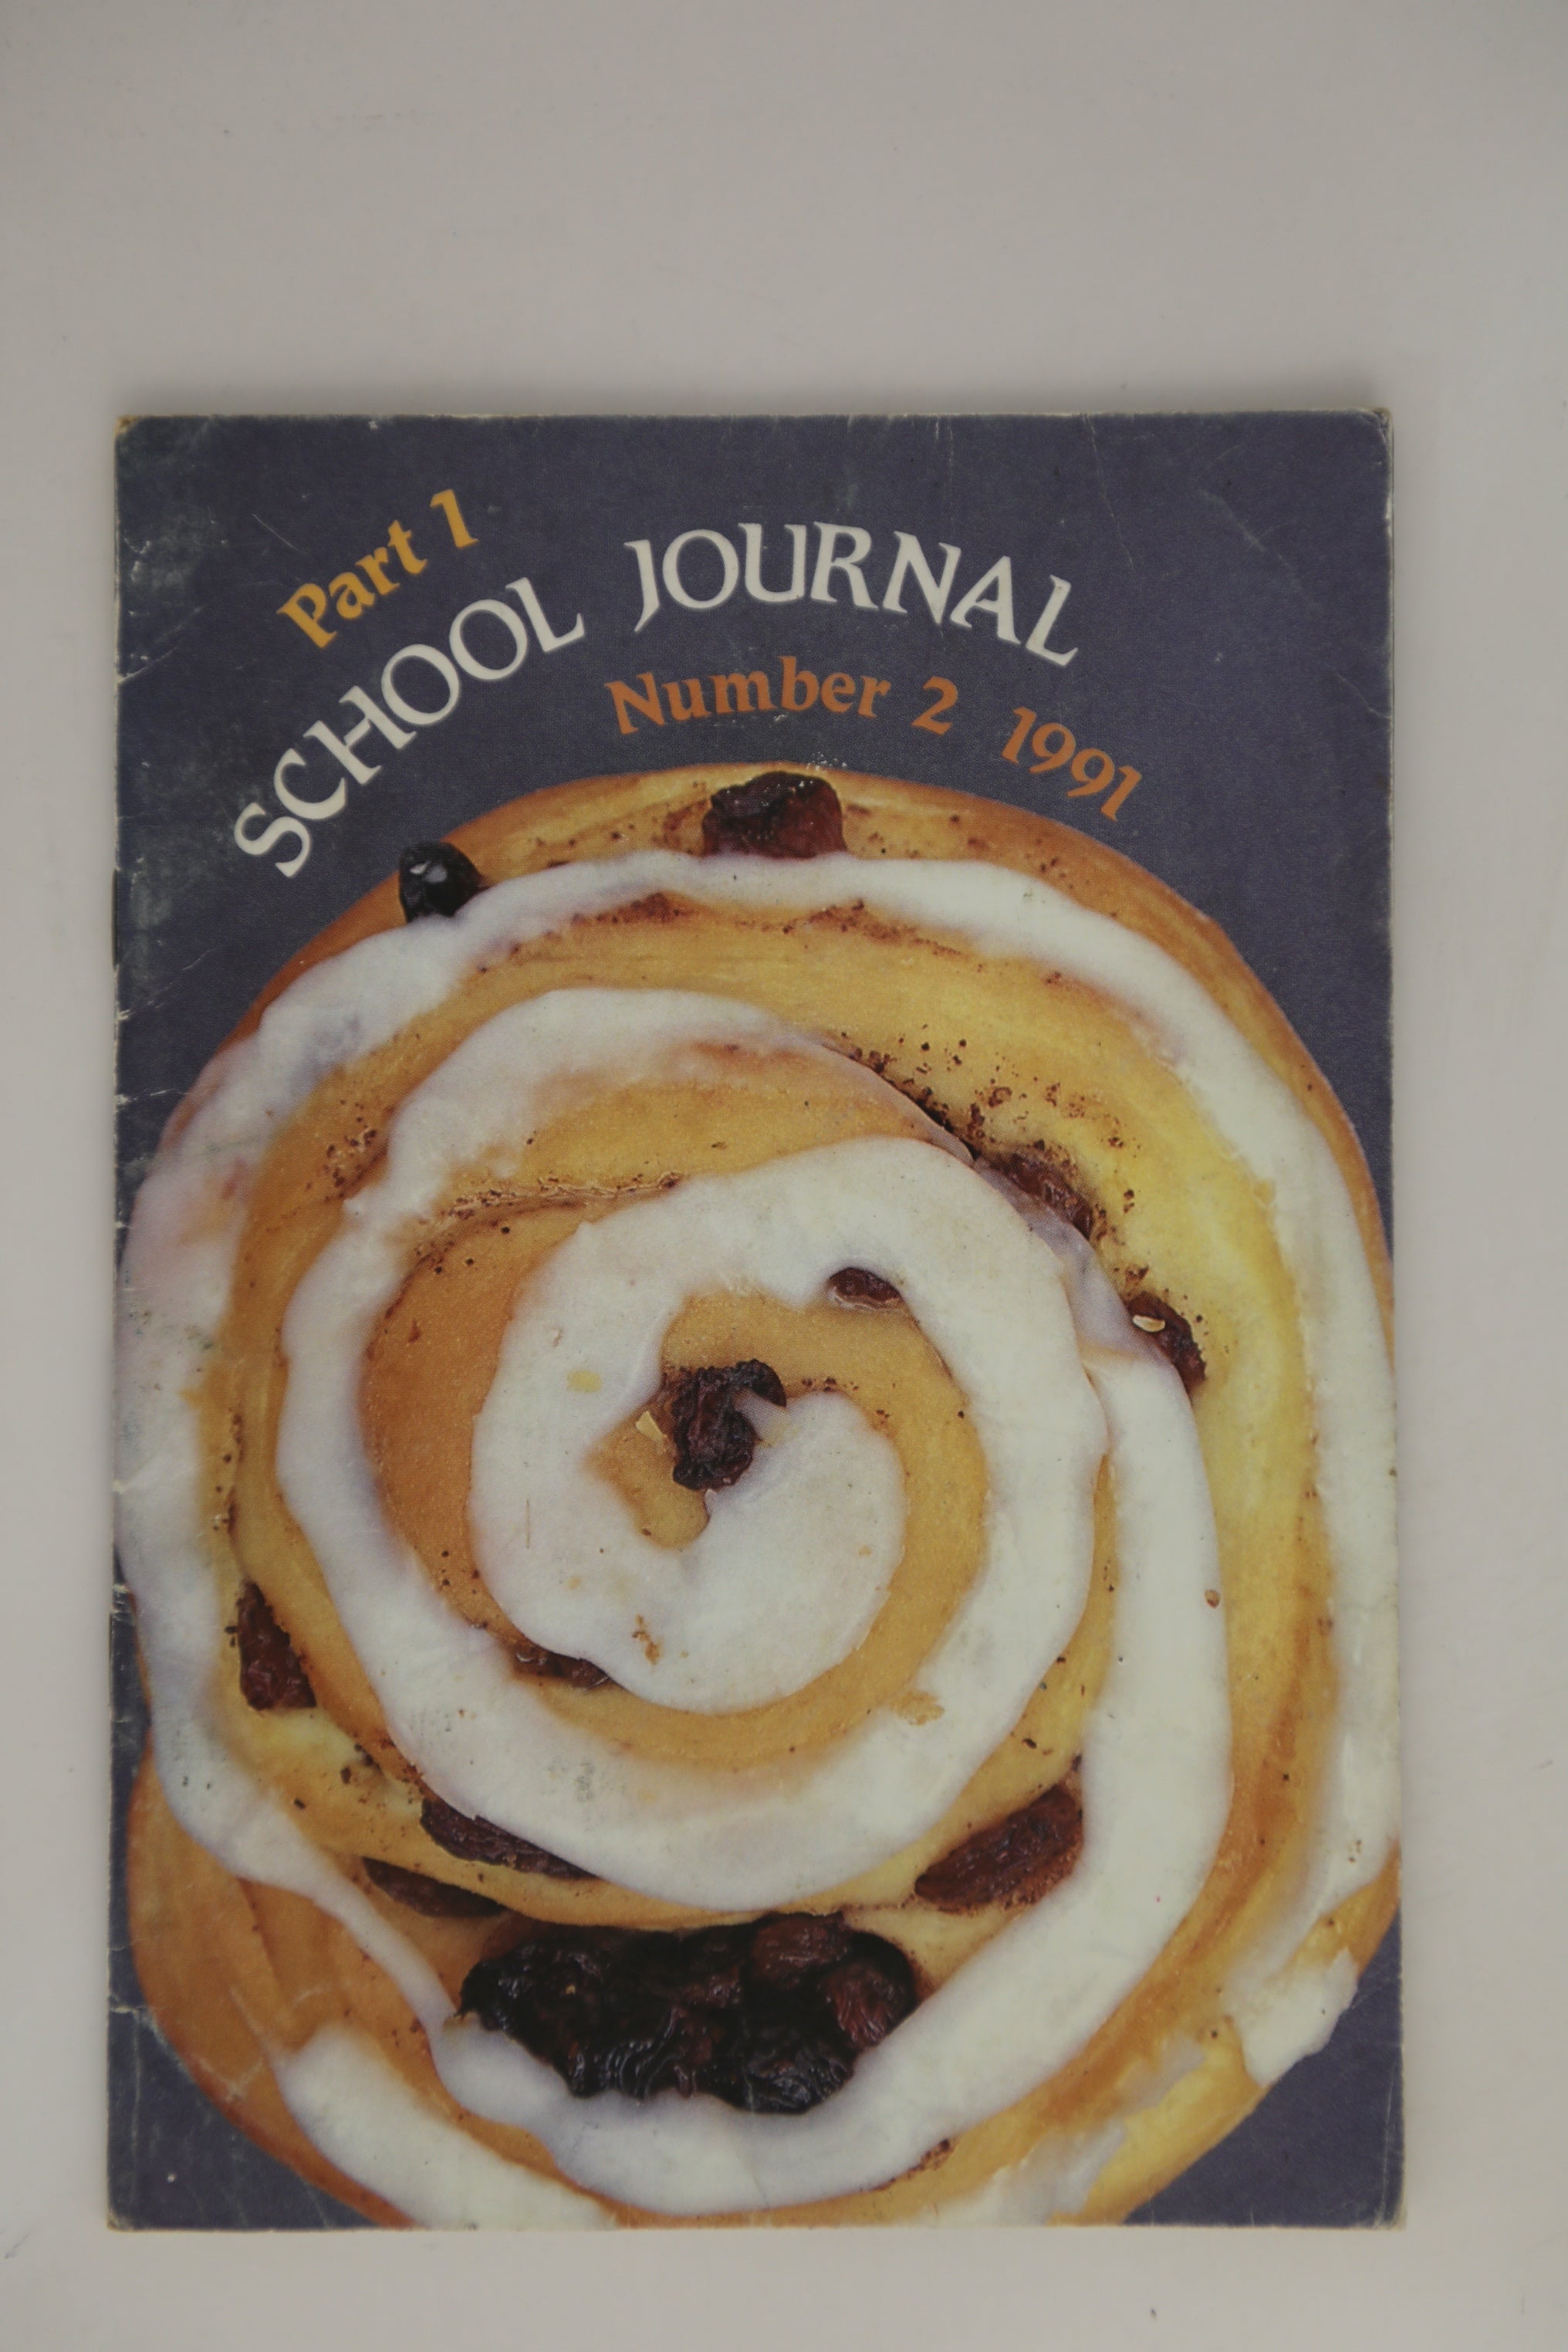 Part 1
SCHOOL JOURNAL
Number 2 1991